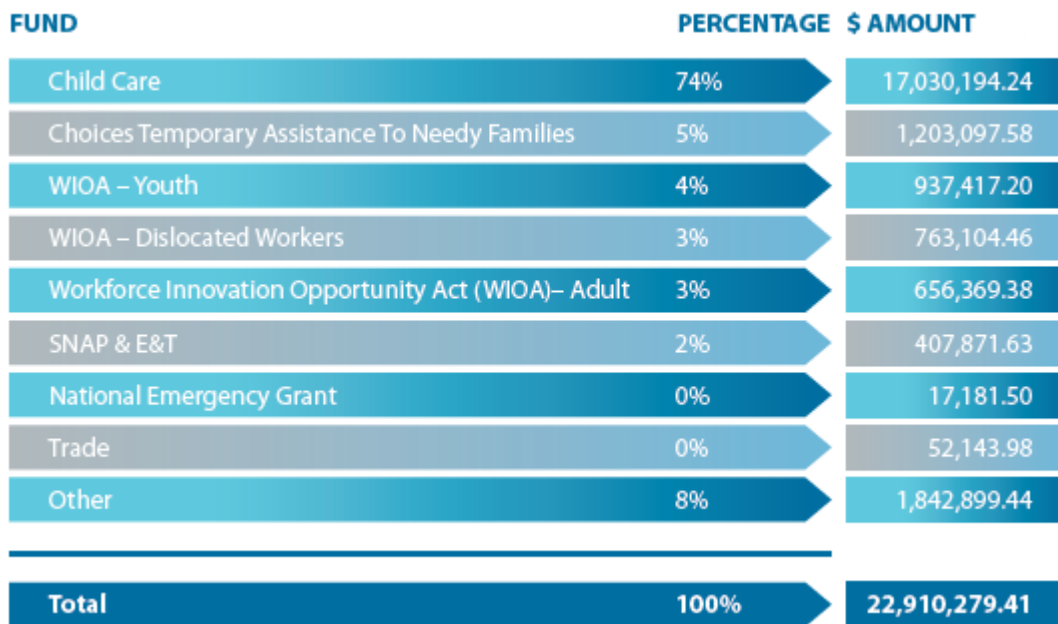 FUND PERCENTAGE $ AMOUNT
Child Care 74% 17,030,194.24
Choices Temporary Assistance To Needy Families 5% 1,203,097.58
WIOA – Youth 4% 937,417.20
WIOA – Dislocated Workers 3% 763,104.46
Workforce Innovation Opportunity Act (WIOA)– Adult 3% 656,369.38
SNAP & E&T 2% 407,871.63
National Emergency Grant 0% 17,181.50
Trade 0% 52,143.98
Other 8% 1,842,899.44
Total 100% 22,910,279.41